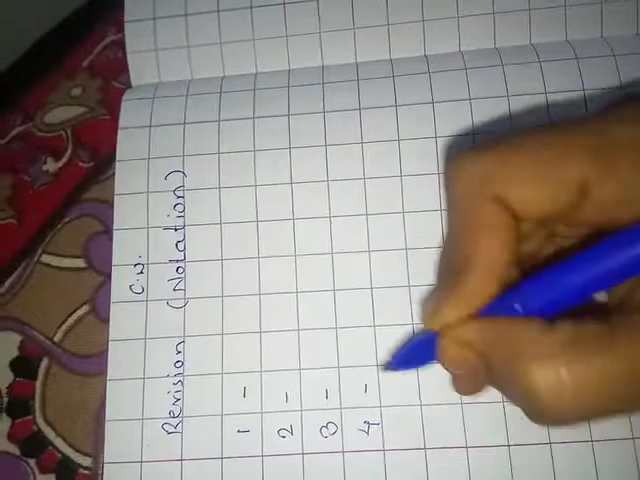 C.W.
Revision (Notation)
1 -
2 -
3 -
4 -